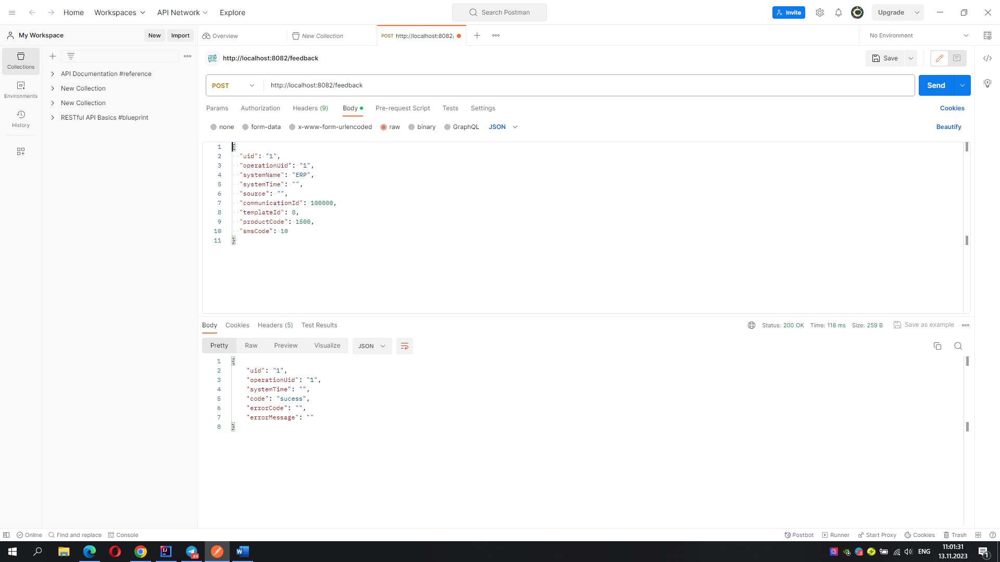 Home Workspaces API Network Explore Search Postman Invite Upgrade
My Workspace New Import Overview New Collection POST http://localhost:8082/ No Environment
Collections
Environments
History
API Documentation #reference
New Collection
New Collection
RESTful API Basics #blueprint
HTTP http://localhost:8082/feedback Save
POST http://localhost:8082/feedback Send
Params Authorization Headers (9) Body Pre-request Script Tests Settings Cookies
none form-data x-www-form-urlencoded raw binary GraphQL JSON Beautify
1 {
2 "uid": "1",
3 "operationUid": "1",
4 "systemName": "ERP",
5 "systemTime": "",
6 "source": "",
7 "communicationId": 100000,
8 "templateId": 8,
9 "productCode": 1500,
10 "smsCode": 10
11 }
Body Cookies Headers (5) Test Results Status: 200 OK Time: 118 ms Size: 259 B Save as example
Pretty Raw Preview Visualize JSON
1 {
2 "uid": "1",
3 "operationUid": "1",
4 "systemTime": "",
5 "code": "sucess",
6 "errorCode": "",
7 "errorMessage": ""
8 }
Online Find and replace Console Postbot Runner Start Proxy Cookies Trash
ENG
11:01:31
13.11.2023